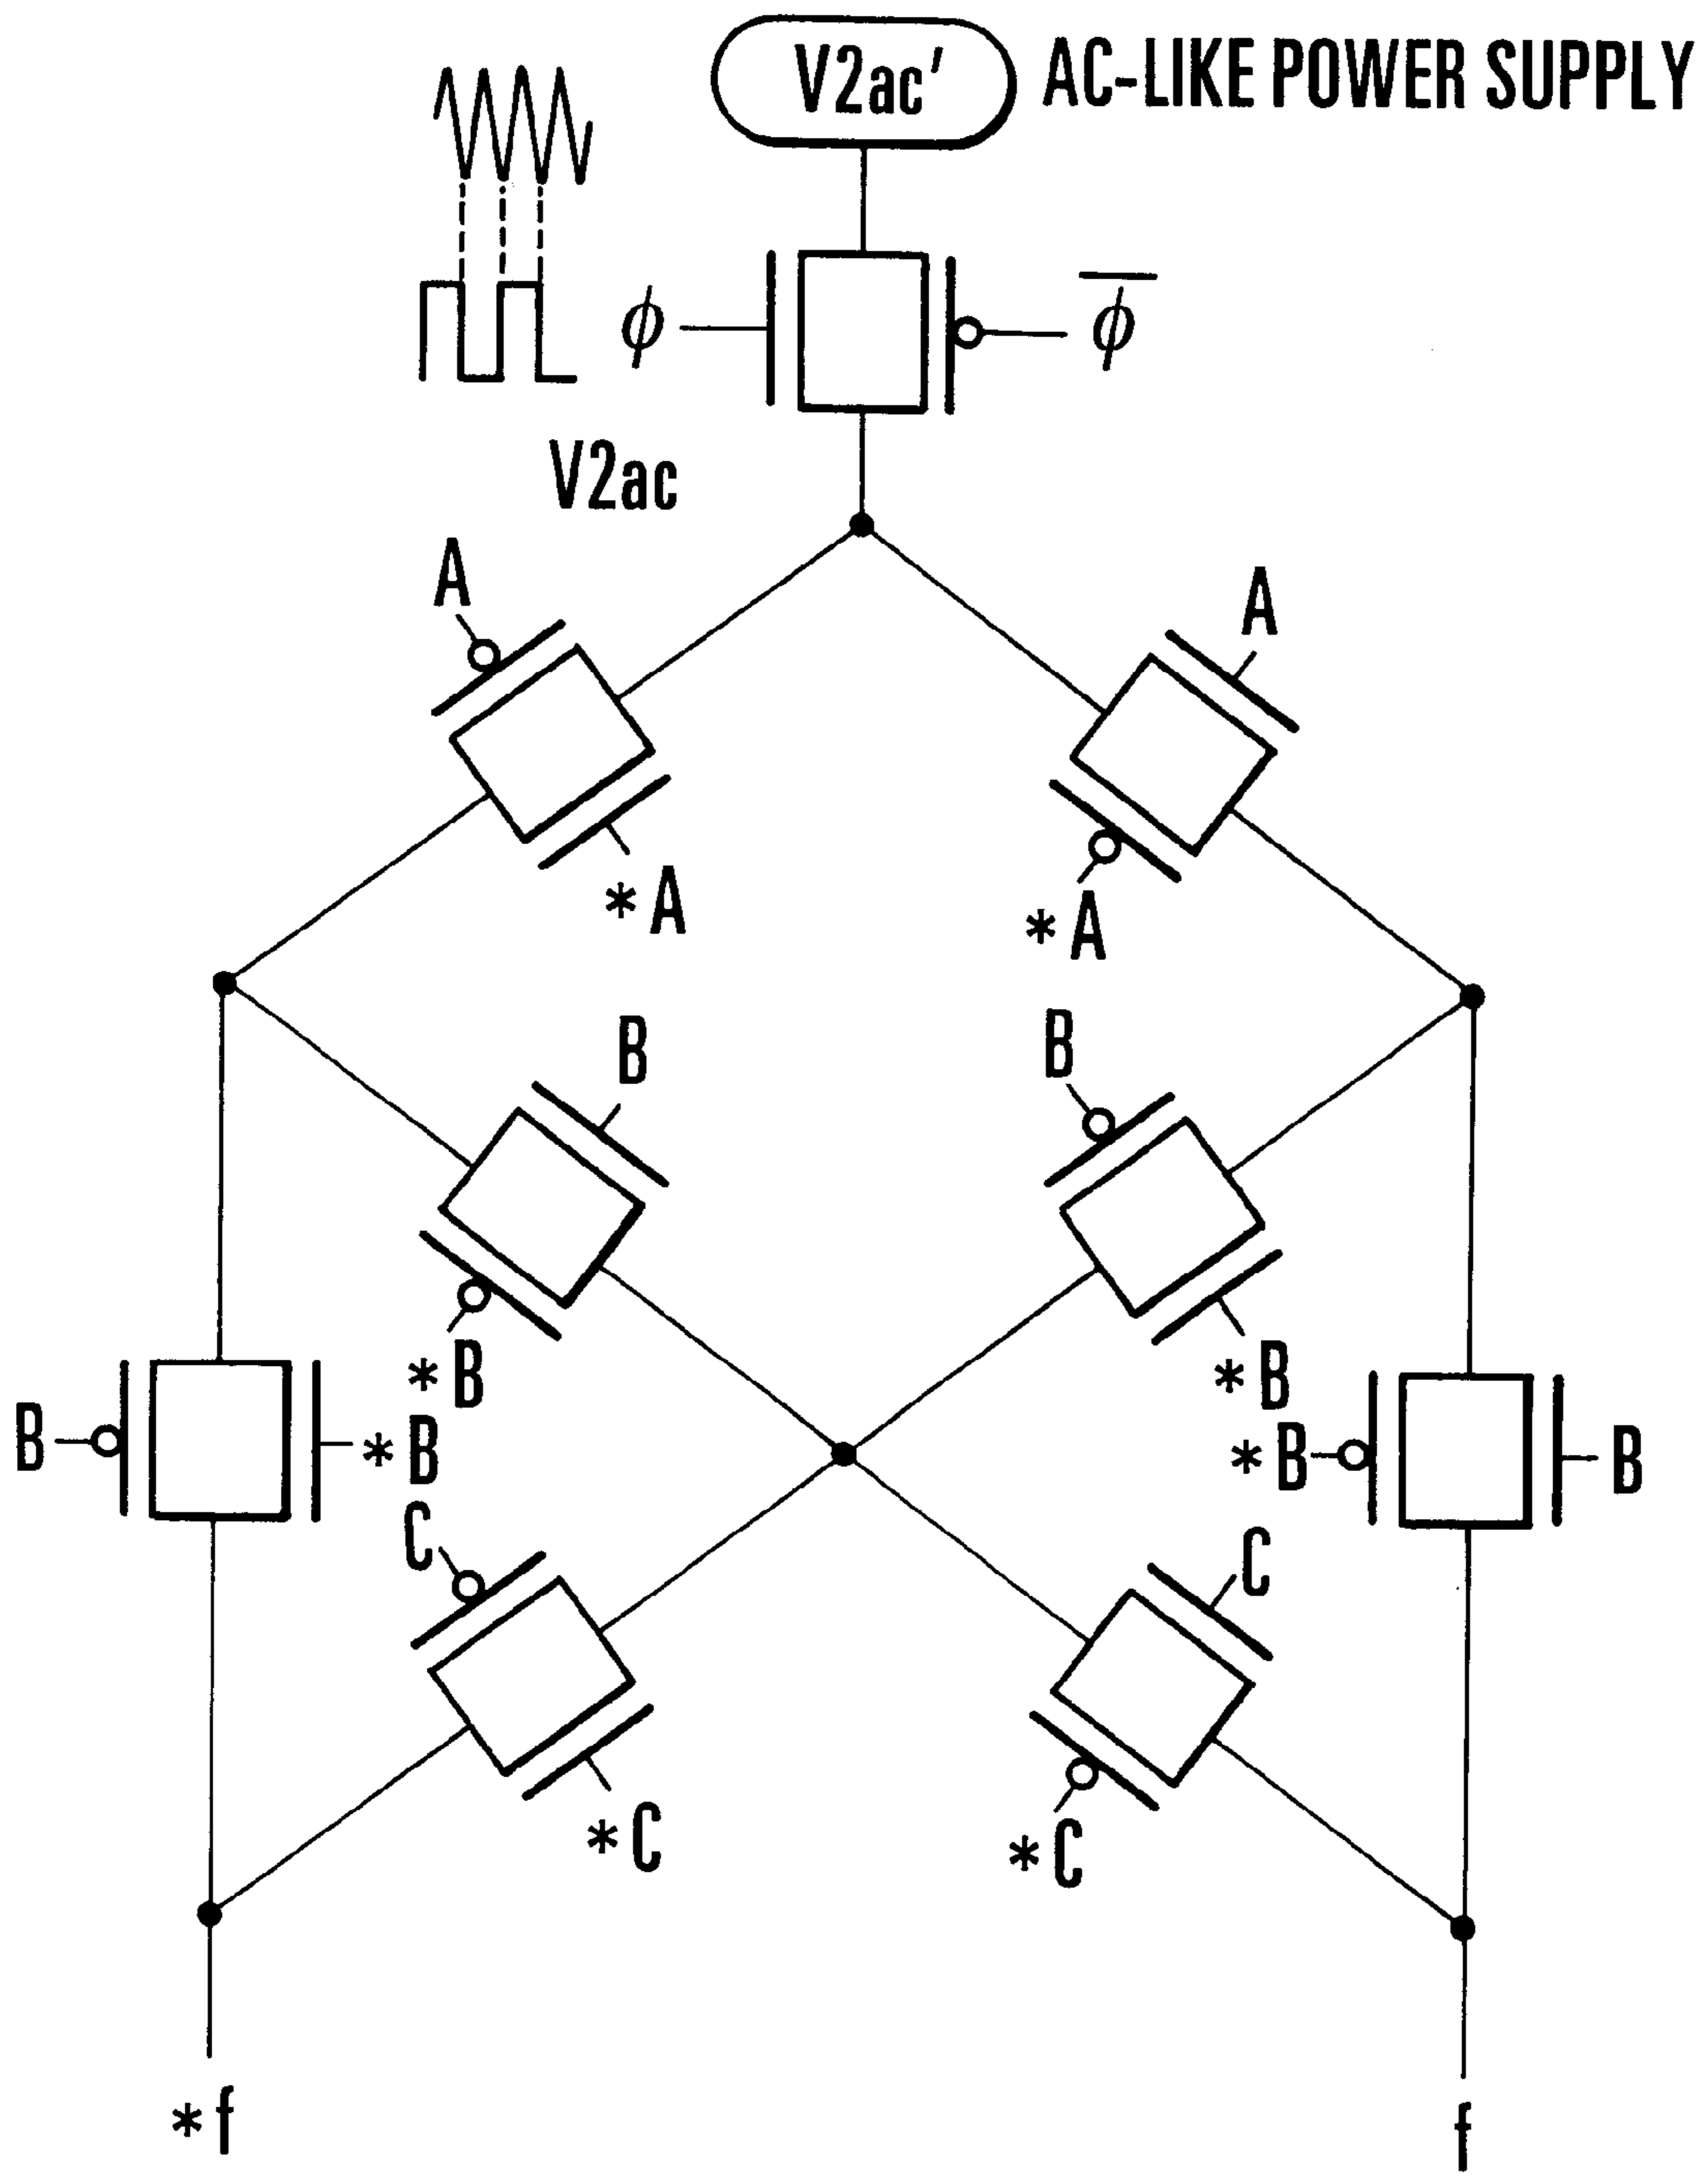 V2ac' AC-LIKE POWER SUPPLY
ϕ
ϕ̅
V2ac
A
A
*A
*A
B
B
*B
*B
B
*B
*B
B
C
C
*C
*C
*f
f